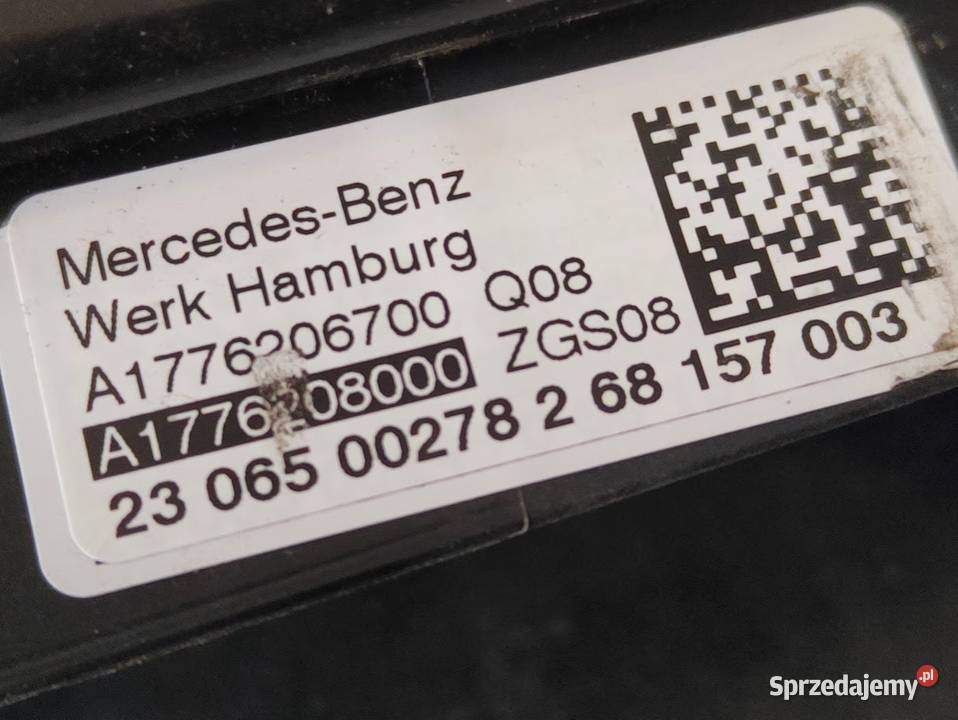 Mercedes-Benz
Werk Hamburg
A1776206700 Q08
A1776208000 ZGS08
23 065 00278 2 68 157 003
Sprzedajemy.pl